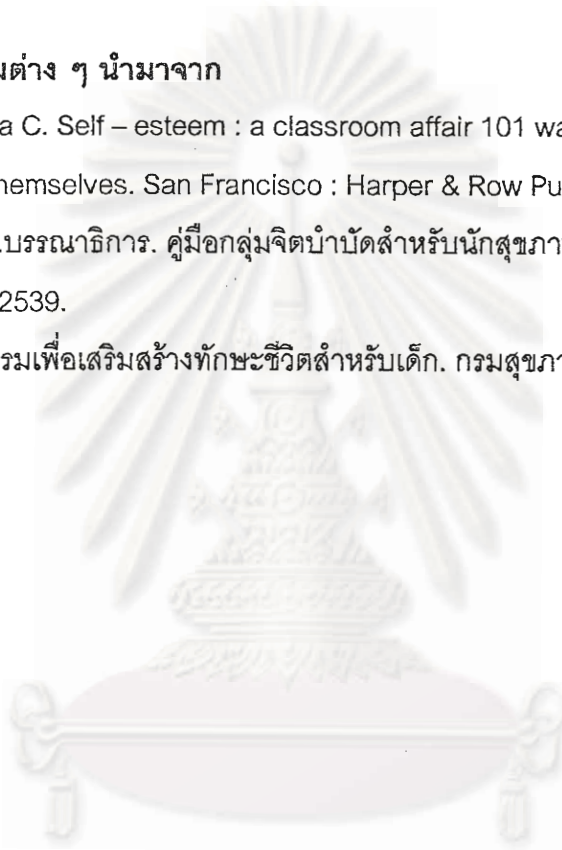 มต่าง ๆ นำมาจาก
a C. Self – esteem : a classroom affair 101 wa
hemselves. San Francisco : Harper & Row Pu
.บรรณาธิการ. คู่มือกลุ่มจิตบำบัดสำหรับนักสุขภา
2539.
รมเพื่อเสริมสร้างทักษะชีวิตสำหรับเด็ก. กรมสุขภา